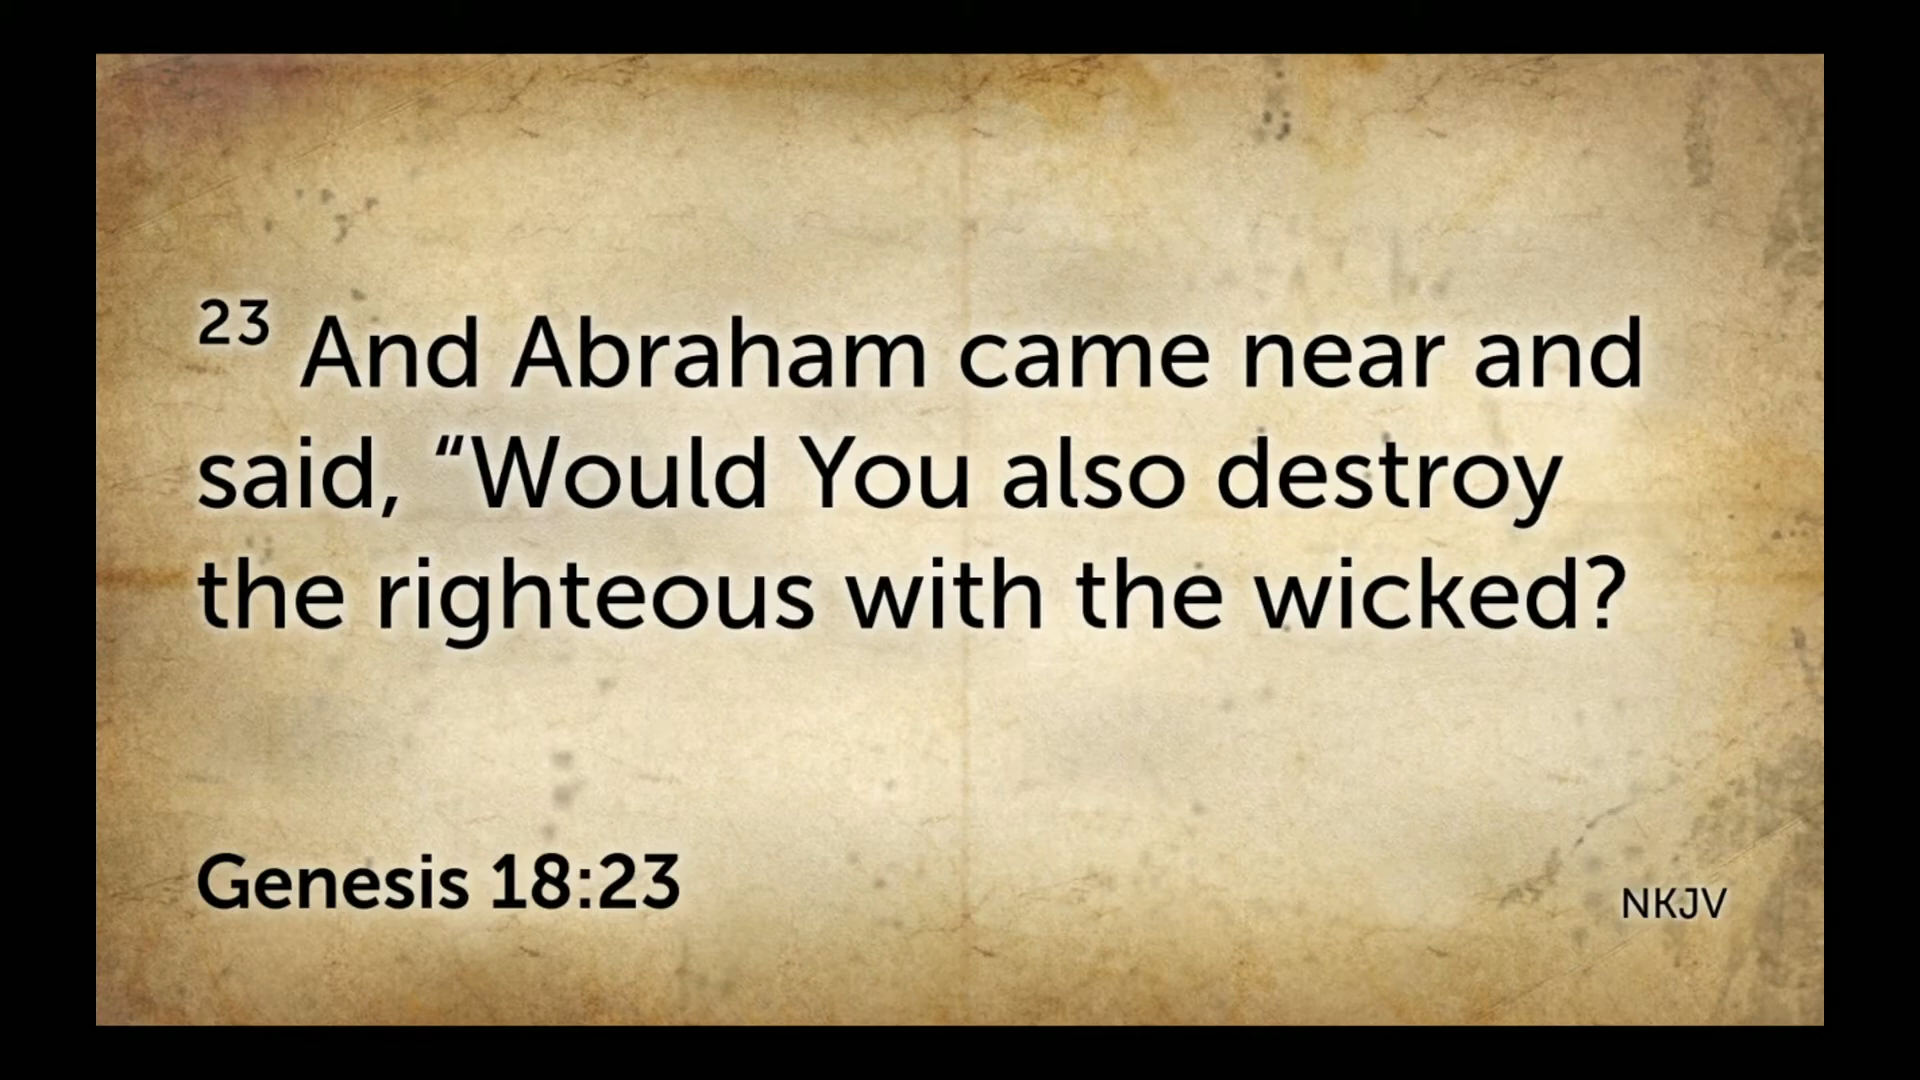 23 And Abraham came near and
said, “Would You also destroy
the righteous with the wicked?
Genesis 18:23
NKJV